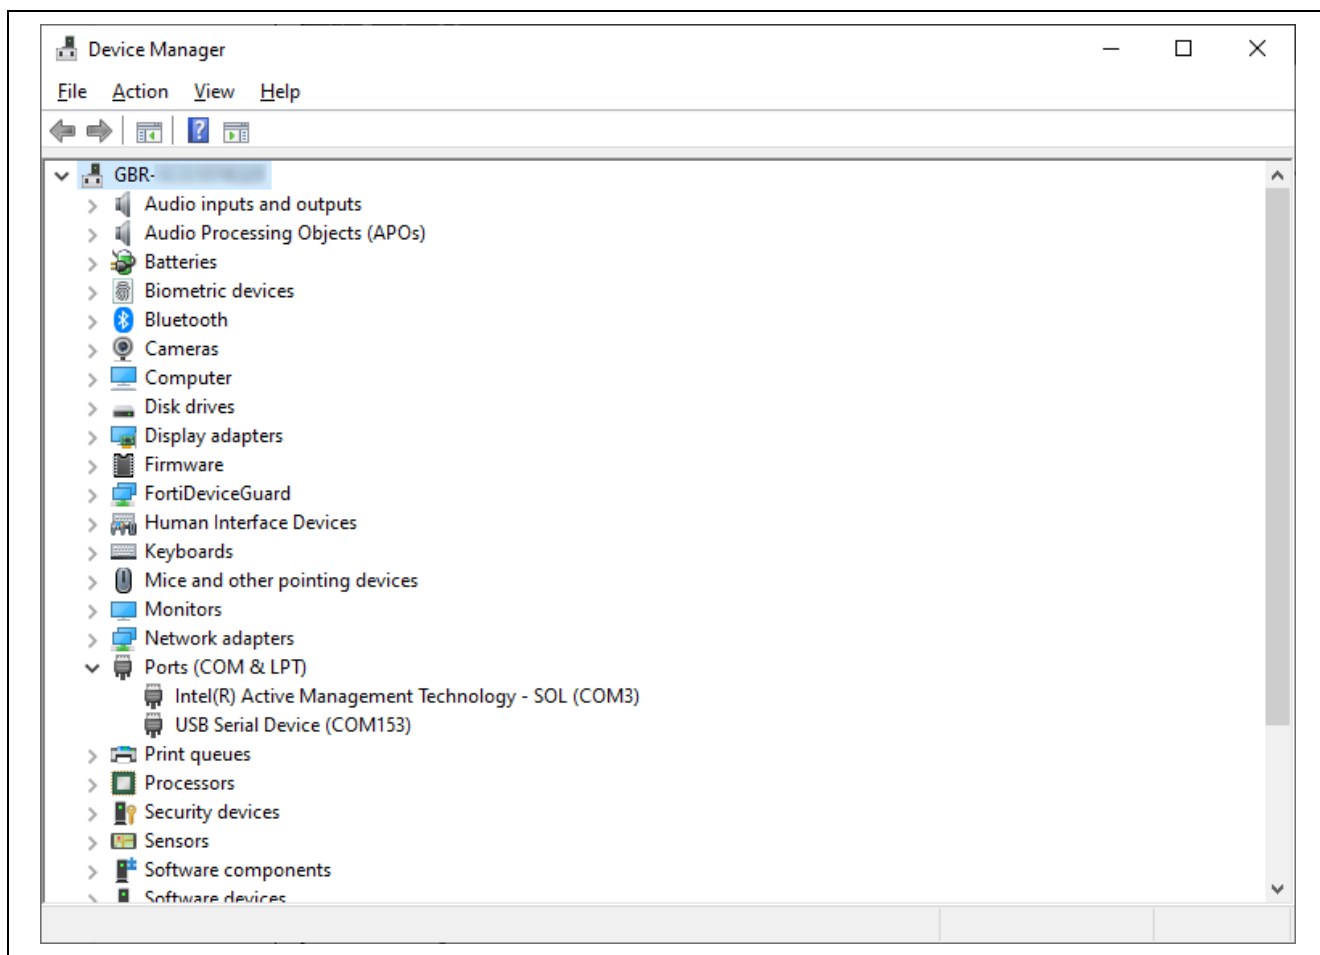 Device Manager
File Action View Help
GBR-
Audio inputs and outputs
Audio Processing Objects (APOs)
Batteries
Biometric devices
Bluetooth
Cameras
Computer
Disk drives
Display adapters
Firmware
FortiDeviceGuard
Human Interface Devices
Keyboards
Mice and other pointing devices
Monitors
Network adapters
Ports (COM & LPT)
Intel(R) Active Management Technology - SOL (COM3)
USB Serial Device (COM153)
Print queues
Processors
Security devices
Sensors
Software components
Software devices